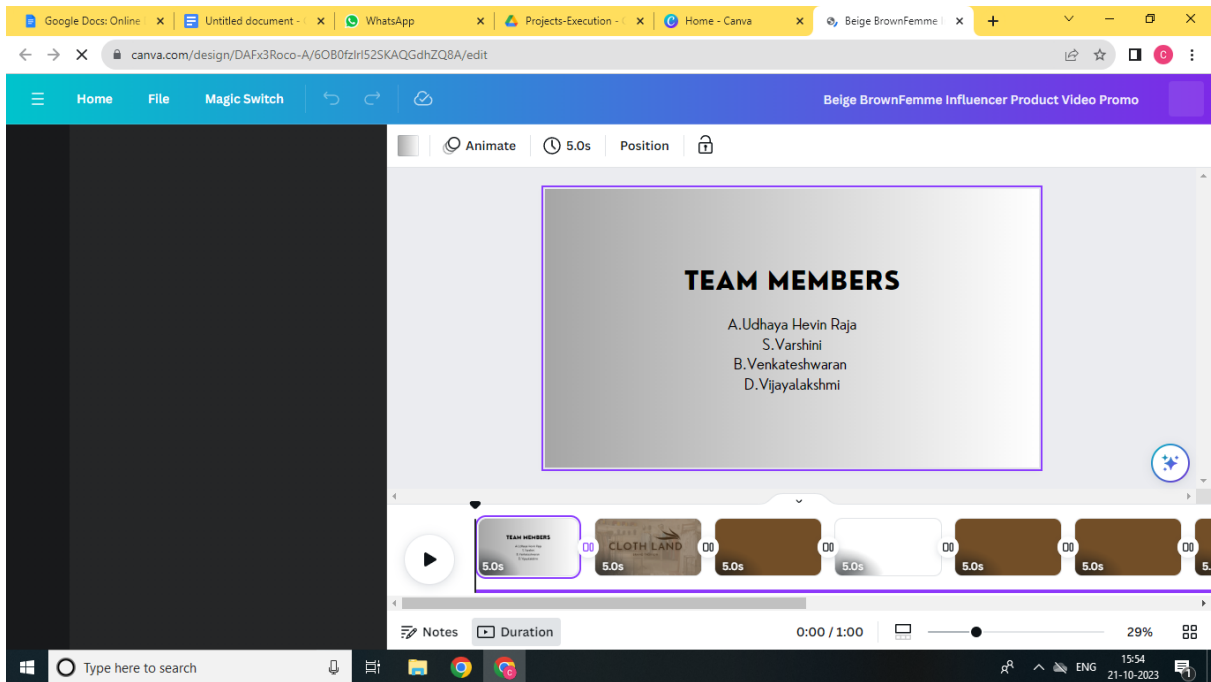 Google Docs: Online
Untitled document -
WhatsApp
Projects-Execution -
Home - Canva
Beige BrownFemme
canva.com/design/DAFx3Roco-A/6OB0fzIrl52SKAQGdhZQ8A/edit
C
Home
File
Magic Switch
Beige BrownFemme Influencer Product Video Promo
Animate
5.0s
Position
TEAM MEMBERS
A.Udhaya Hevin Raja
S.Varshini
B.Venkateshwaran
D.Vijayalakshmi
TEAM MEMBERS
CLOTH LAND
5.0s
5.0s
5.0s
5.0s
5.0s
5.0s
5.
Notes
Duration
0:00 / 1:00
29%
Type here to search
ENG
15:54
21-10-2023
1